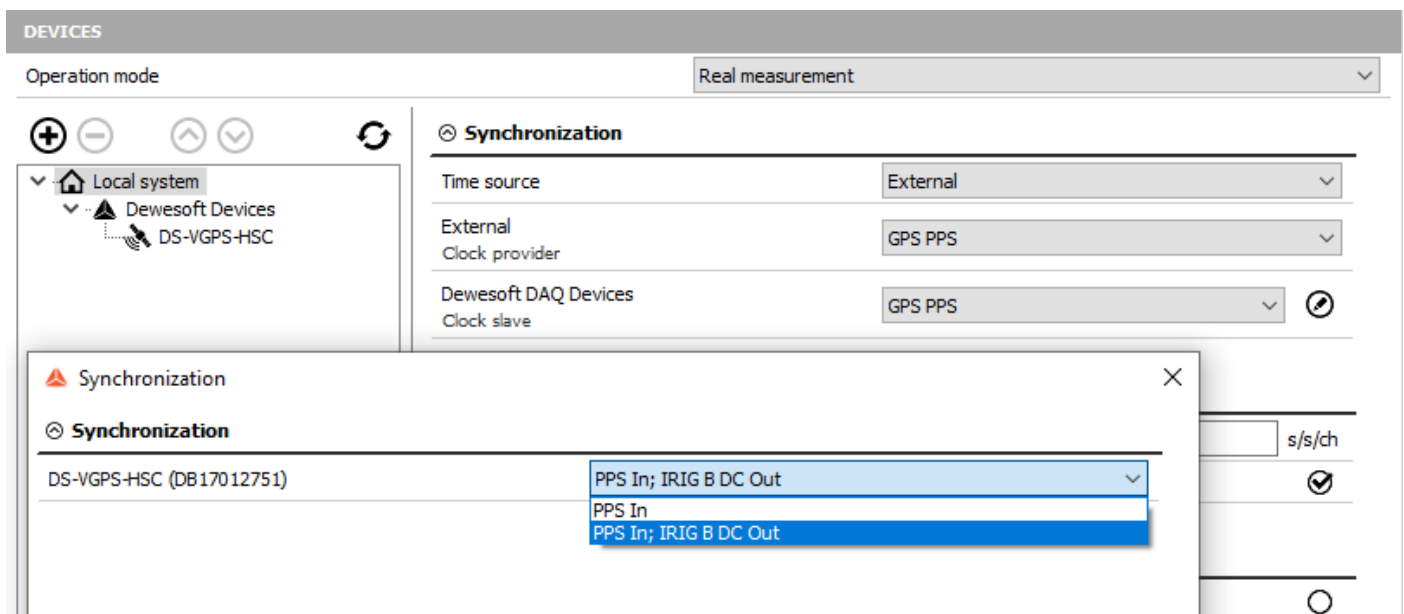 DEVICES
Operation mode
Real measurement
Synchronization
Local system
Dewesoft Devices
DS-VGPS-HSC
Time source
External
External
Clock provider
GPS PPS
Dewesoft DAQ Devices
Clock slave
GPS PPS
Synchronization
Synchronization
s/s/ch
DS-VGPS-HSC (DB17012751)
PPS In; IRIG B DC Out
PPS In
PPS In; IRIG B DC Out